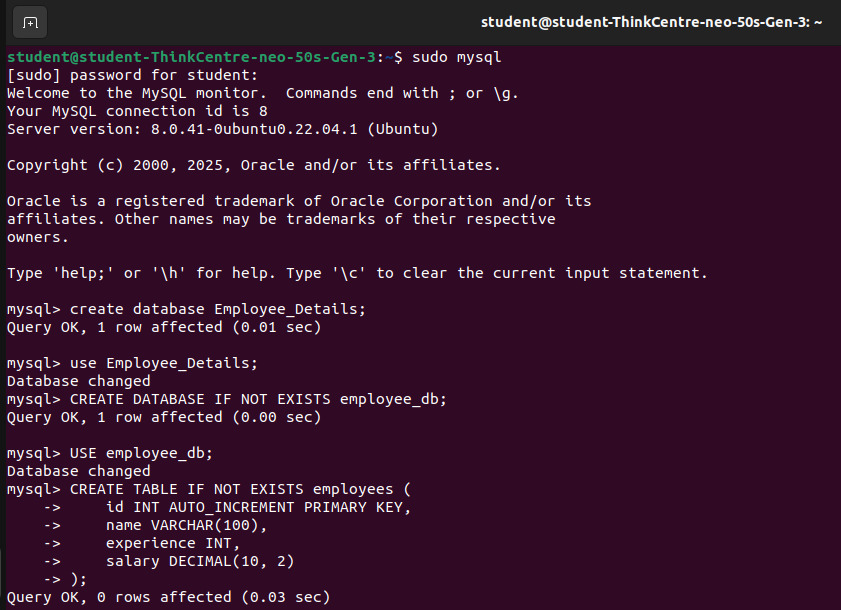 student@student-ThinkCentre-neo-50s-Gen-3: ~
student@student-ThinkCentre-neo-50s-Gen-3:~$ sudo mysql
[sudo] password for student:
Welcome to the MySQL monitor.  Commands end with ; or \g.
Your MySQL connection id is 8
Server version: 8.0.41-0ubuntu0.22.04.1 (Ubuntu)

Copyright (c) 2000, 2025, Oracle and/or its affiliates.

Oracle is a registered trademark of Oracle Corporation and/or its
affiliates. Other names may be trademarks of their respective
owners.

Type 'help;' or '\h' for help. Type '\c' to clear the current input statement.

mysql> create database Employee_Details;
Query OK, 1 row affected (0.01 sec)

mysql> use Employee_Details;
Database changed
mysql> CREATE DATABASE IF NOT EXISTS employee_db;
Query OK, 1 row affected (0.00 sec)

mysql> USE employee_db;
Database changed
mysql> CREATE TABLE IF NOT EXISTS employees (
    ->     id INT AUTO_INCREMENT PRIMARY KEY,
    ->     name VARCHAR(100),
    ->     experience INT,
    ->     salary DECIMAL(10, 2)
    -> );
Query OK, 0 rows affected (0.03 sec)